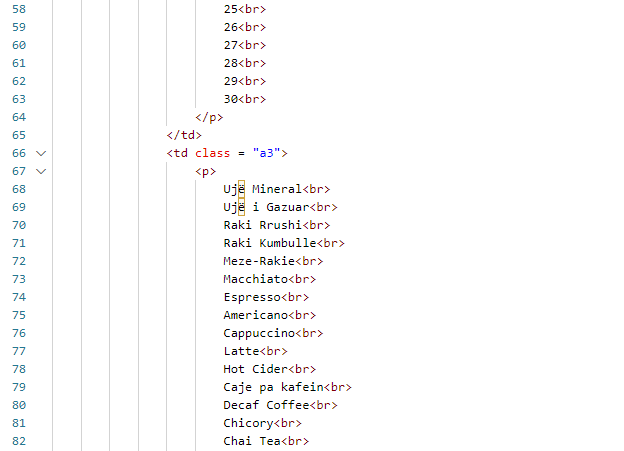 58 25<br>
59 26<br>
60 27<br>
61 28<br>
62 29<br>
63 30<br>
64 </p>
65 </td>
66 <td class = "a3">
67 <p>
68 Ujë Mineral<br>
69 Ujë i Gazuar<br>
70 Raki Rrushi<br>
71 Raki Kumbulle<br>
72 Meze-Rakie<br>
73 Macchiato<br>
74 Espresso<br>
75 Americano<br>
76 Cappuccino<br>
77 Latte<br>
78 Hot Cider<br>
79 Caje pa kafein<br>
80 Decaf Coffee<br>
81 Chicory<br>
82 Chai Tea<br>